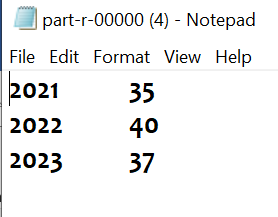 part-r-00000 (4) - Notepad
File Edit Format View Help
2021 35
2022 40
2023 37